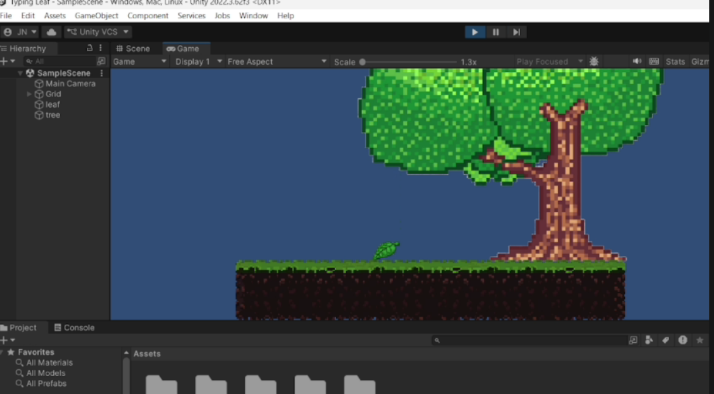 Typing Leaf - SampleScene - Windows, Mac, Linux - Unity 2022.3.62f3 <DX11>
File Edit Assets GameObject Component Services Jobs Window Help
JN Unity VCS
Hierarchy Scene Game
All Game Display 1 Free Aspect Scale 1.3x Play Focused Stats Gizm
SampleScene
Main Camera
Grid
leaf
tree
Project Console
Favorites
All Materials
All Models
All Prefabs
Assets